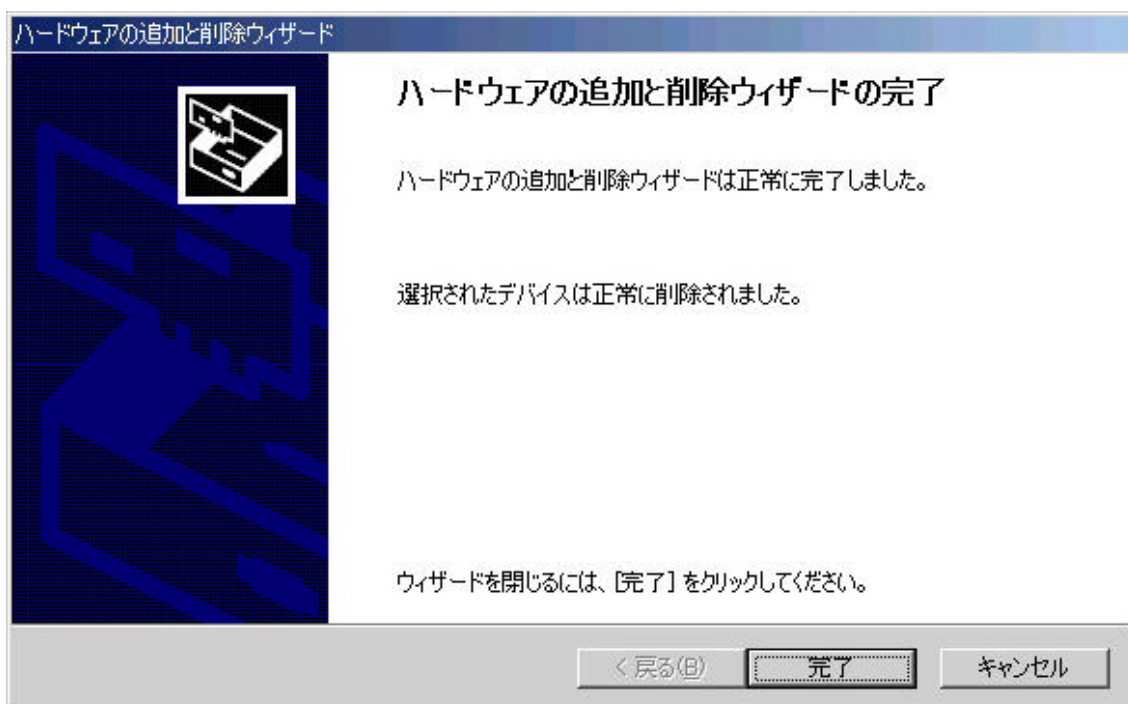 ハードウェアの追加と削除ウィザード
ハードウェアの追加と削除ウィザードの完了
ハードウェアの追加と削除ウィザードは正常に完了しました。
選択されたデバイスは正常に削除されました。
ウィザードを閉じるには、[完了] をクリックしてください。
< 戻る(B)
完了
キャンセル